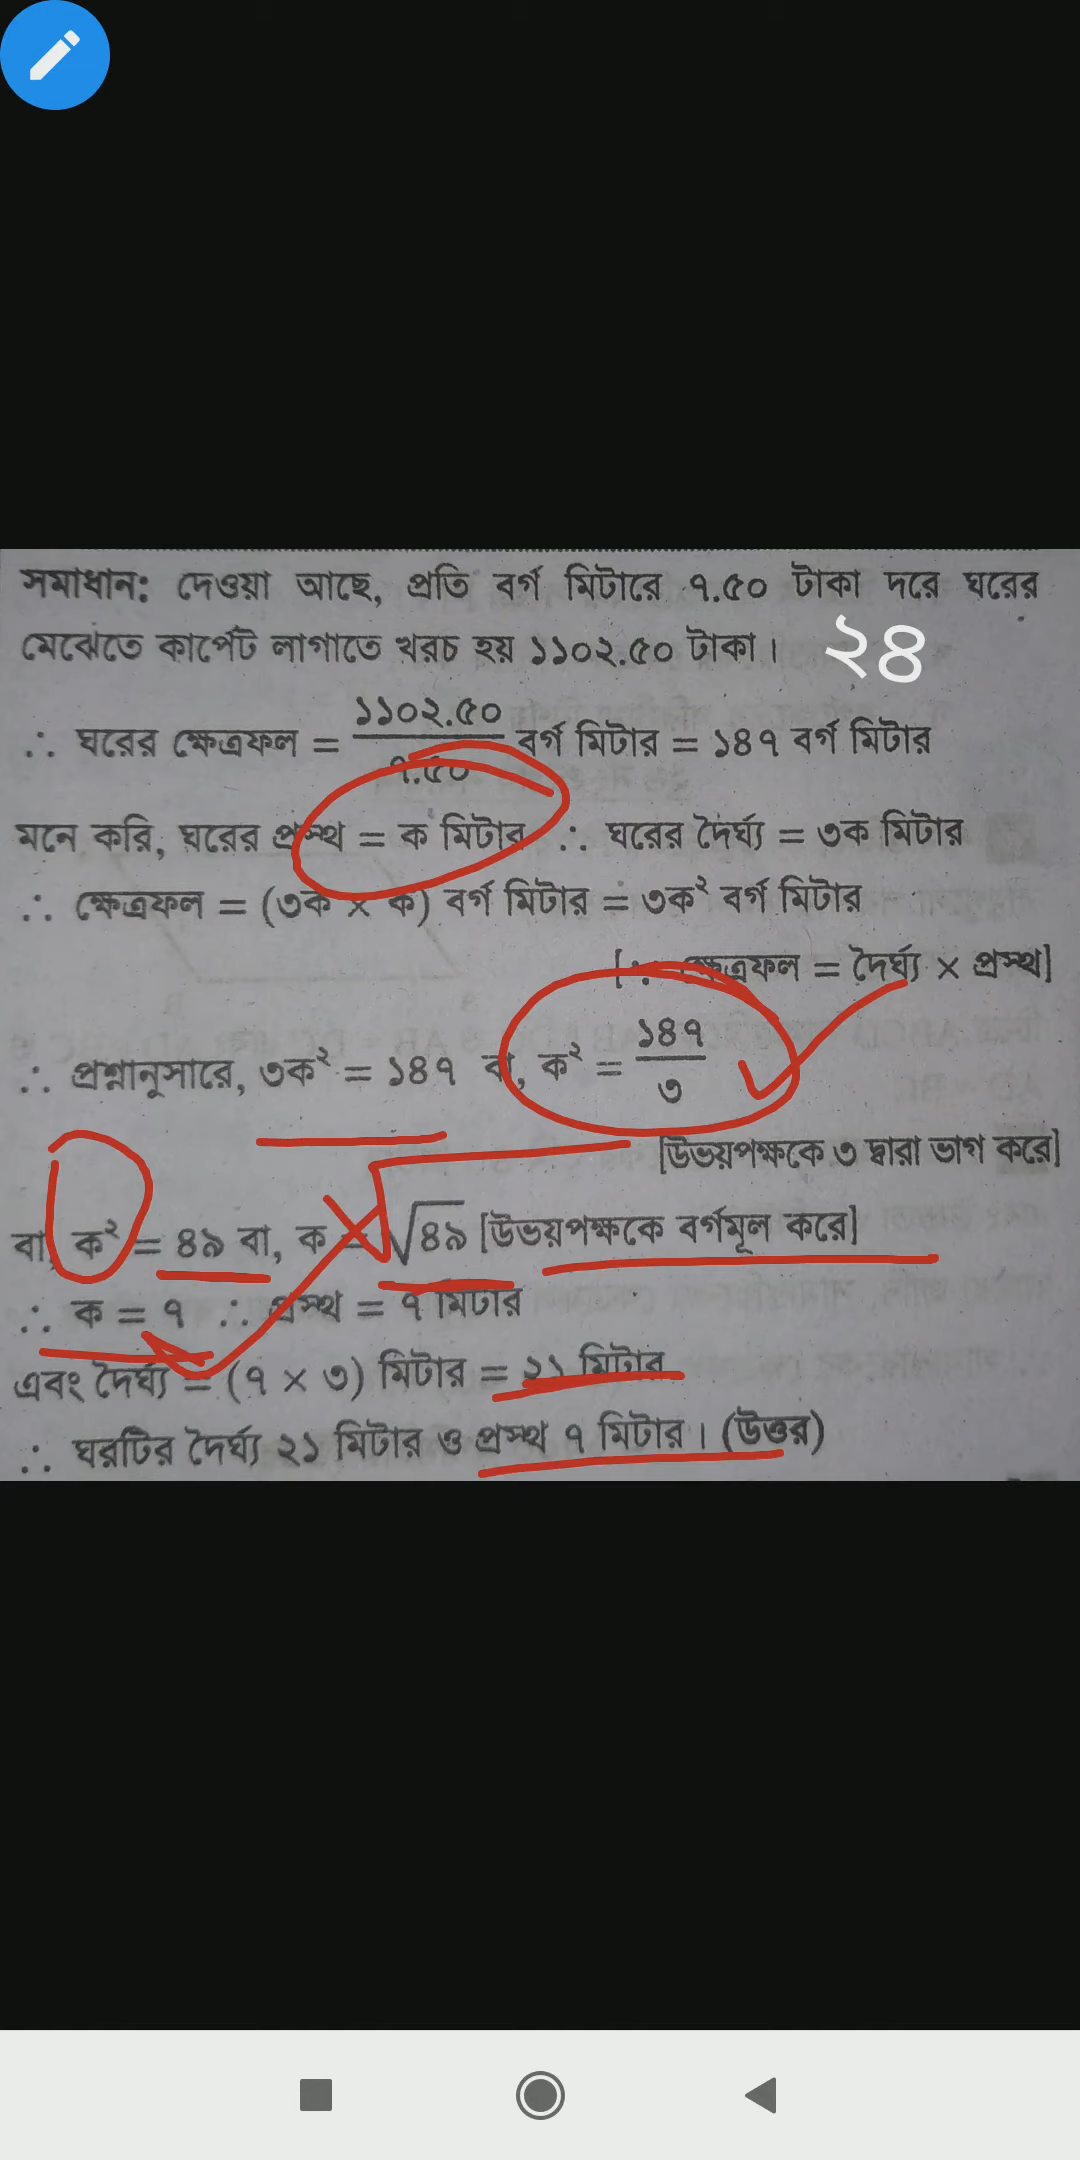 সমাধান: দেওয়া আছে, প্রতি বর্গ মিটারে ৭.৫০ টাকা দরে ঘরের
মেঝেতে কার্পেট লাগাতে খরচ হয় ১১০২.৫০ টাকা।
২৪
∴ ঘরের ক্ষেত্রফল = ১১০২.৫০/৭.৫০ বর্গ মিটার = ১৪৭ বর্গ মিটার
মনে করি, ঘরের প্রস্থ = ক মিটার ∴ ঘরের দৈর্ঘ্য = ৩ক মিটার
∴ ক্ষেত্রফল = (৩ক × ক) বর্গ মিটার = ৩ক² বর্গ মিটার
[∵ ক্ষেত্রফল = দৈর্ঘ্য × প্রস্থ]
∴ প্রশ্নানুসারে, ৩ক² = ১৪৭ বা, ক² = ১৪৭/৩
[উভয়পক্ষকে ৩ দ্বারা ভাগ করে]
বা, ক² = ৪৯ বা, ক = √৪৯ [উভয়পক্ষকে বর্গমূল করে]
∴ ক = ৭ ∴ প্রস্থ = ৭ মিটার
এবং দৈর্ঘ্য = (৭ × ৩) মিটার = ২১ মিটার
∴ ঘরটির দৈর্ঘ্য ২১ মিটার ও প্রস্থ ৭ মিটার। (উত্তর)